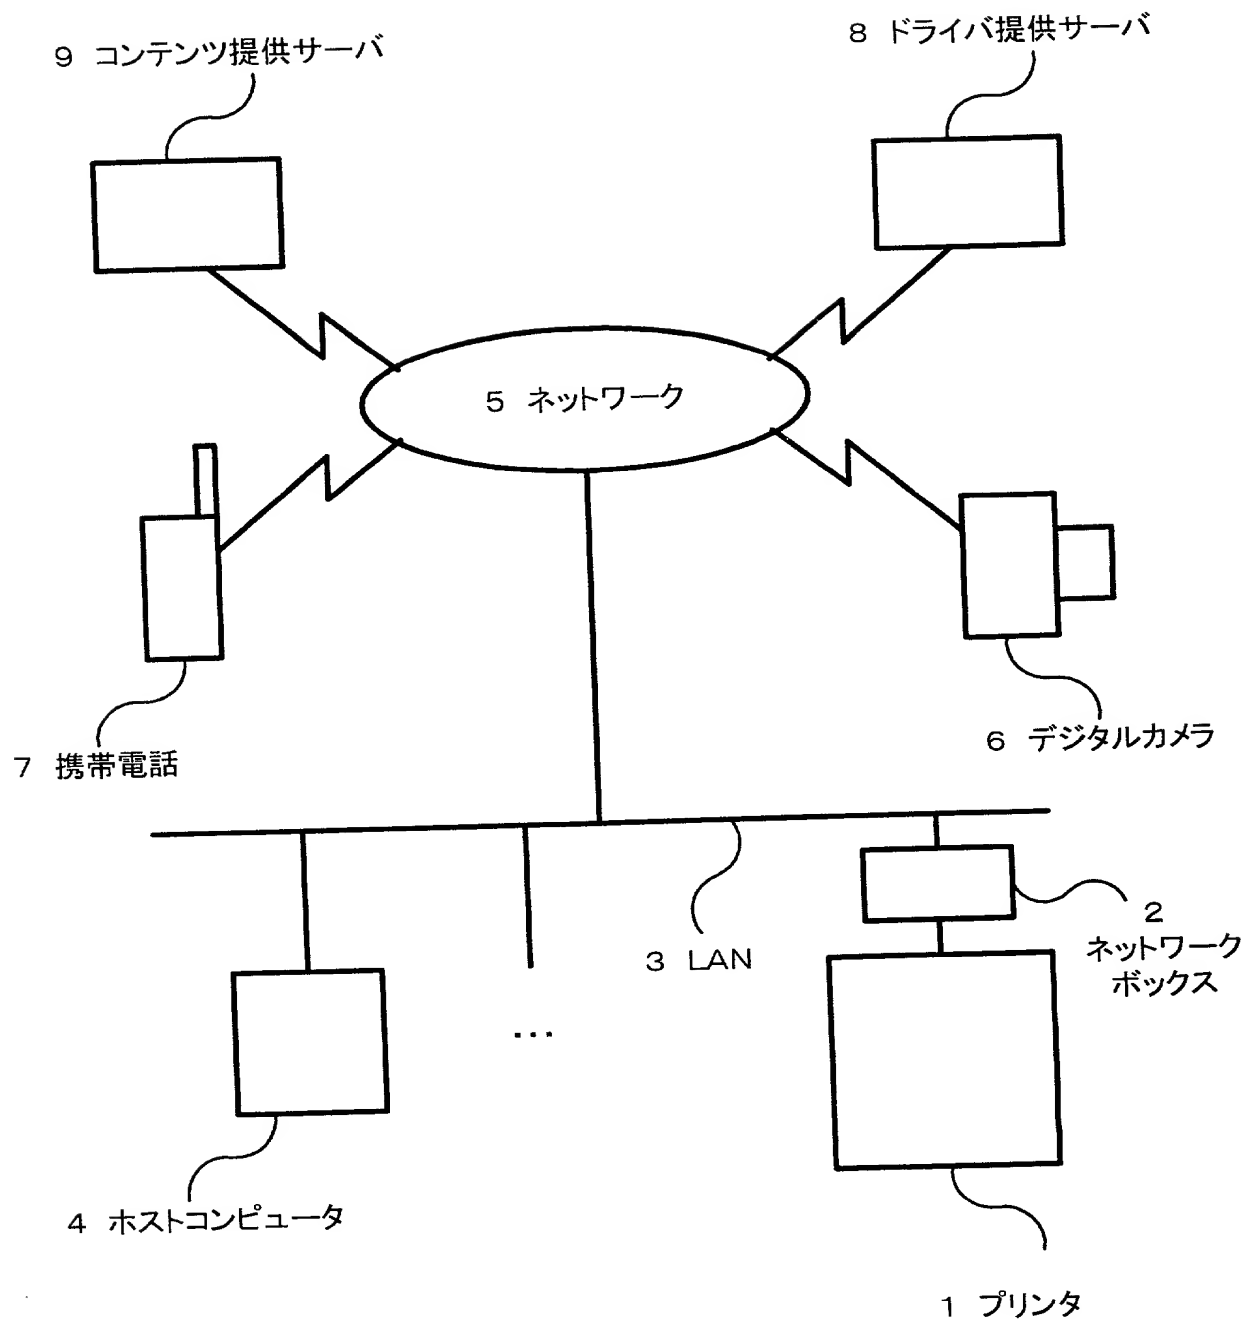 ９ コンテンツ提供サーバ
８ ドライバ提供サーバ
５ ネットワーク
７ 携帯電話
６ デジタルカメラ
３ LAN
２
ネットワーク
ボックス
…
４ ホストコンピュータ
１ プリンタ